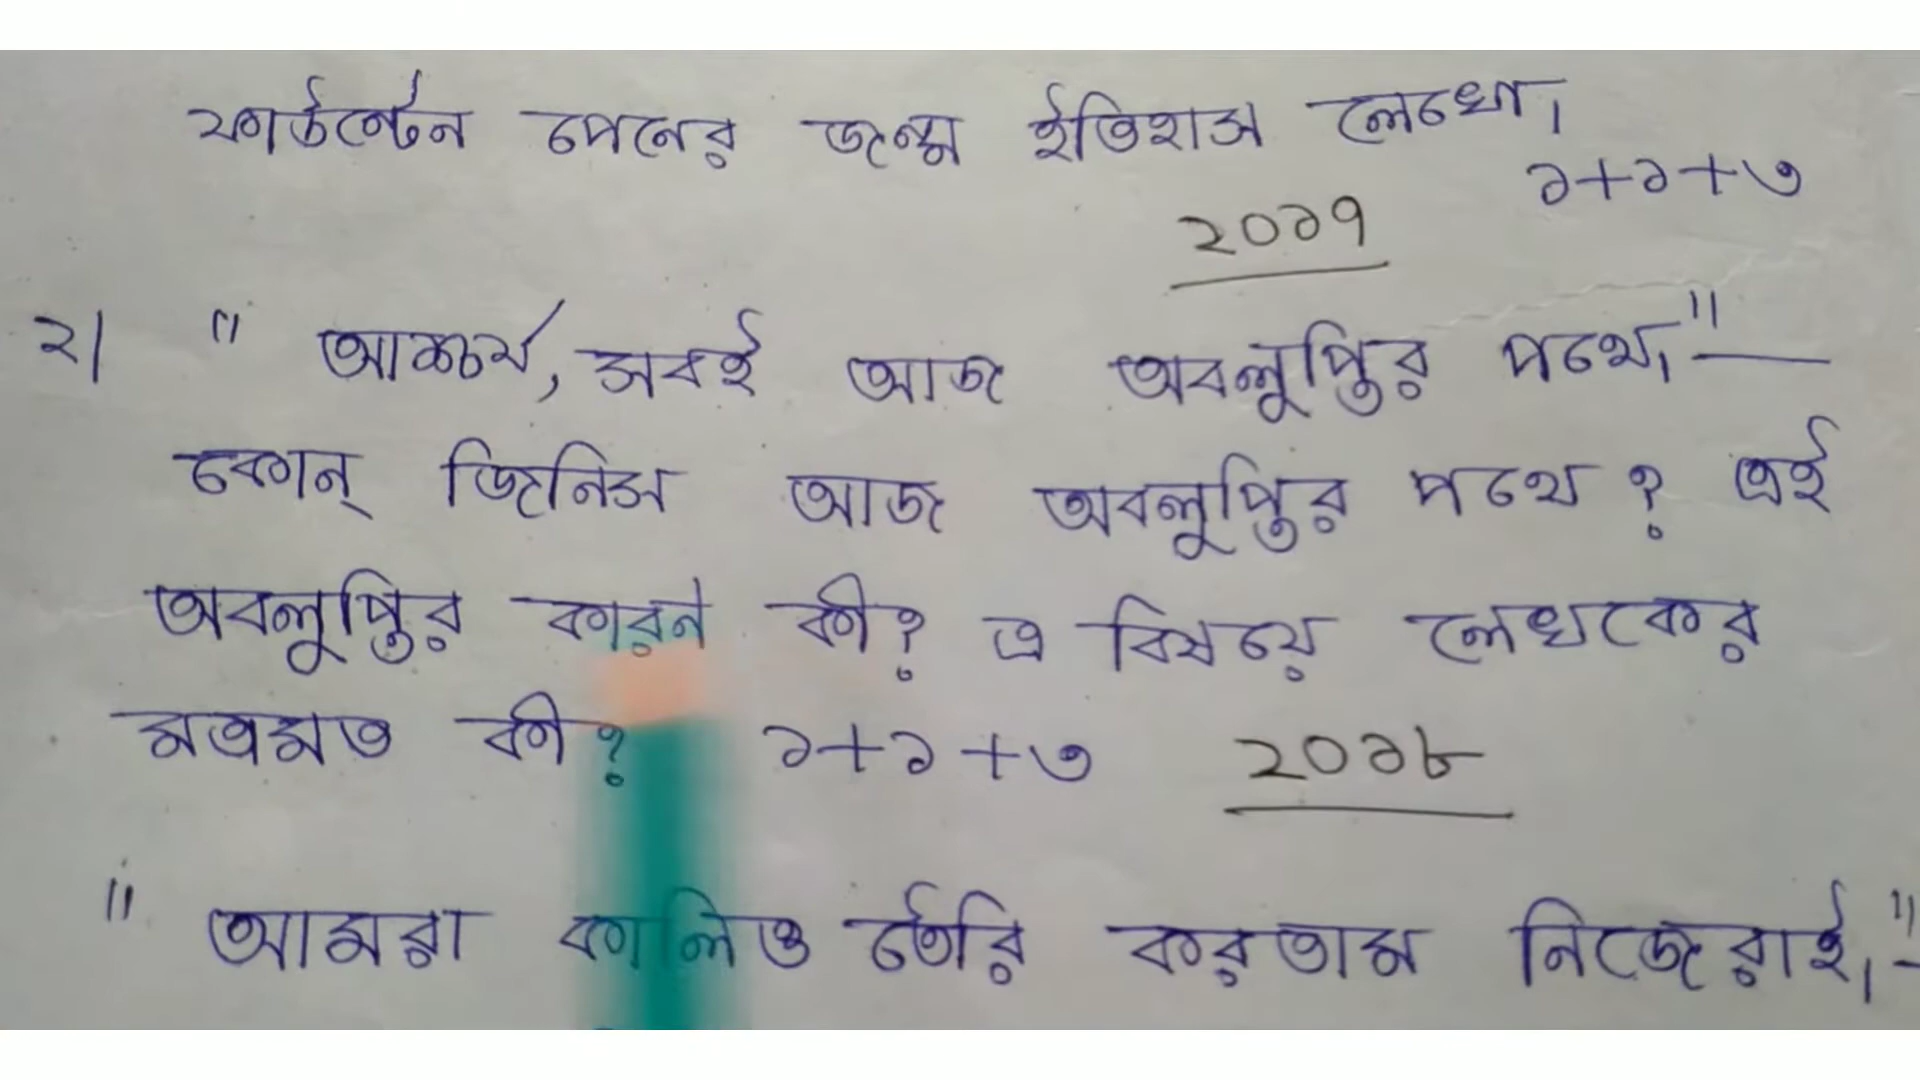 ফাউন্টেন পেনের জন্ম ইতিহাস লেখো।
১+১+৩
২০১৭
২। "আশ্চর্য, সবই আজ অবলুপ্তির পথে।"—
কোন্ জিনিস আজ অবলুপ্তির পথে? এই
অবলুপ্তির কারন কী? এ বিষয়ে লেখকের
মতামত কী? ১+১+৩ ২০১৮
"আমরা কালিও তৈরি করতাম নিজেরাই।"-